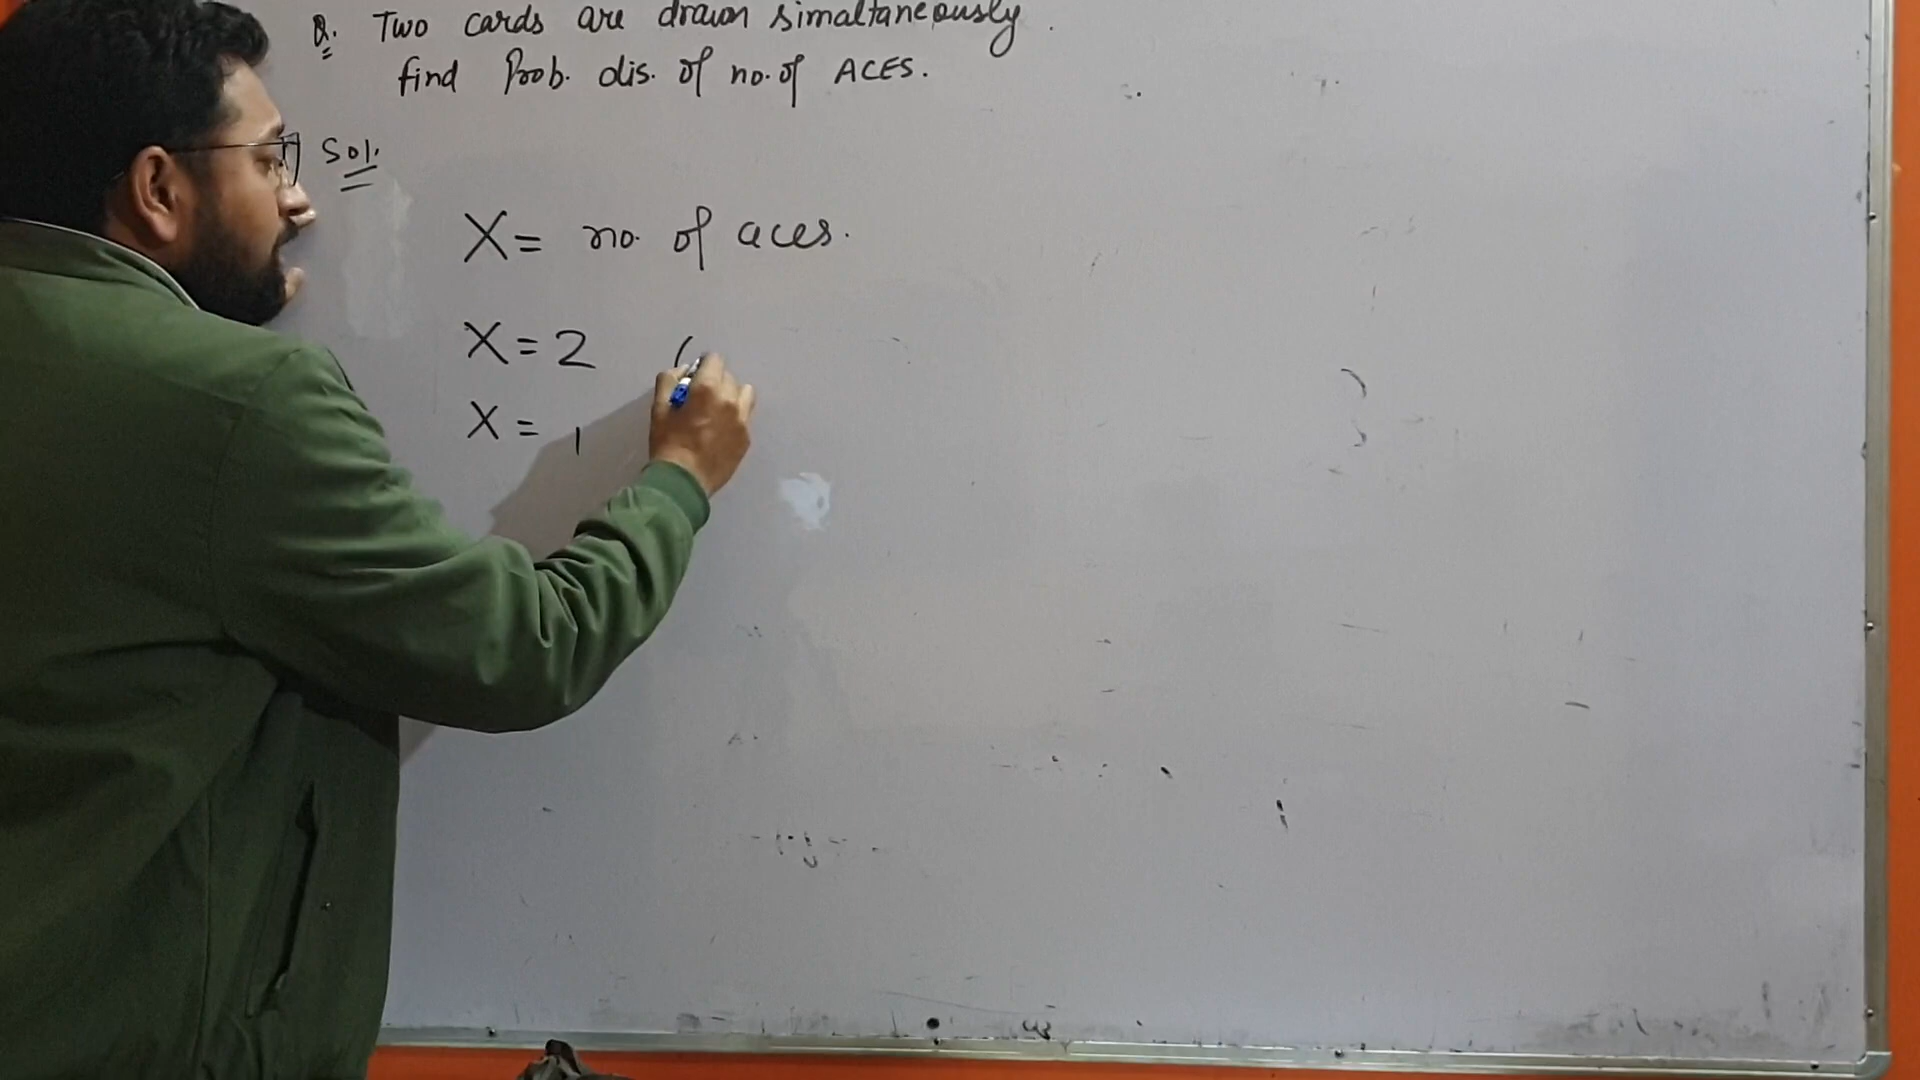 Q. Two cards are drawn simaltaneously.
find Prob. dis. of no. of ACES.
Sol.
X = no. of aces.
X = 2 (
X = 1